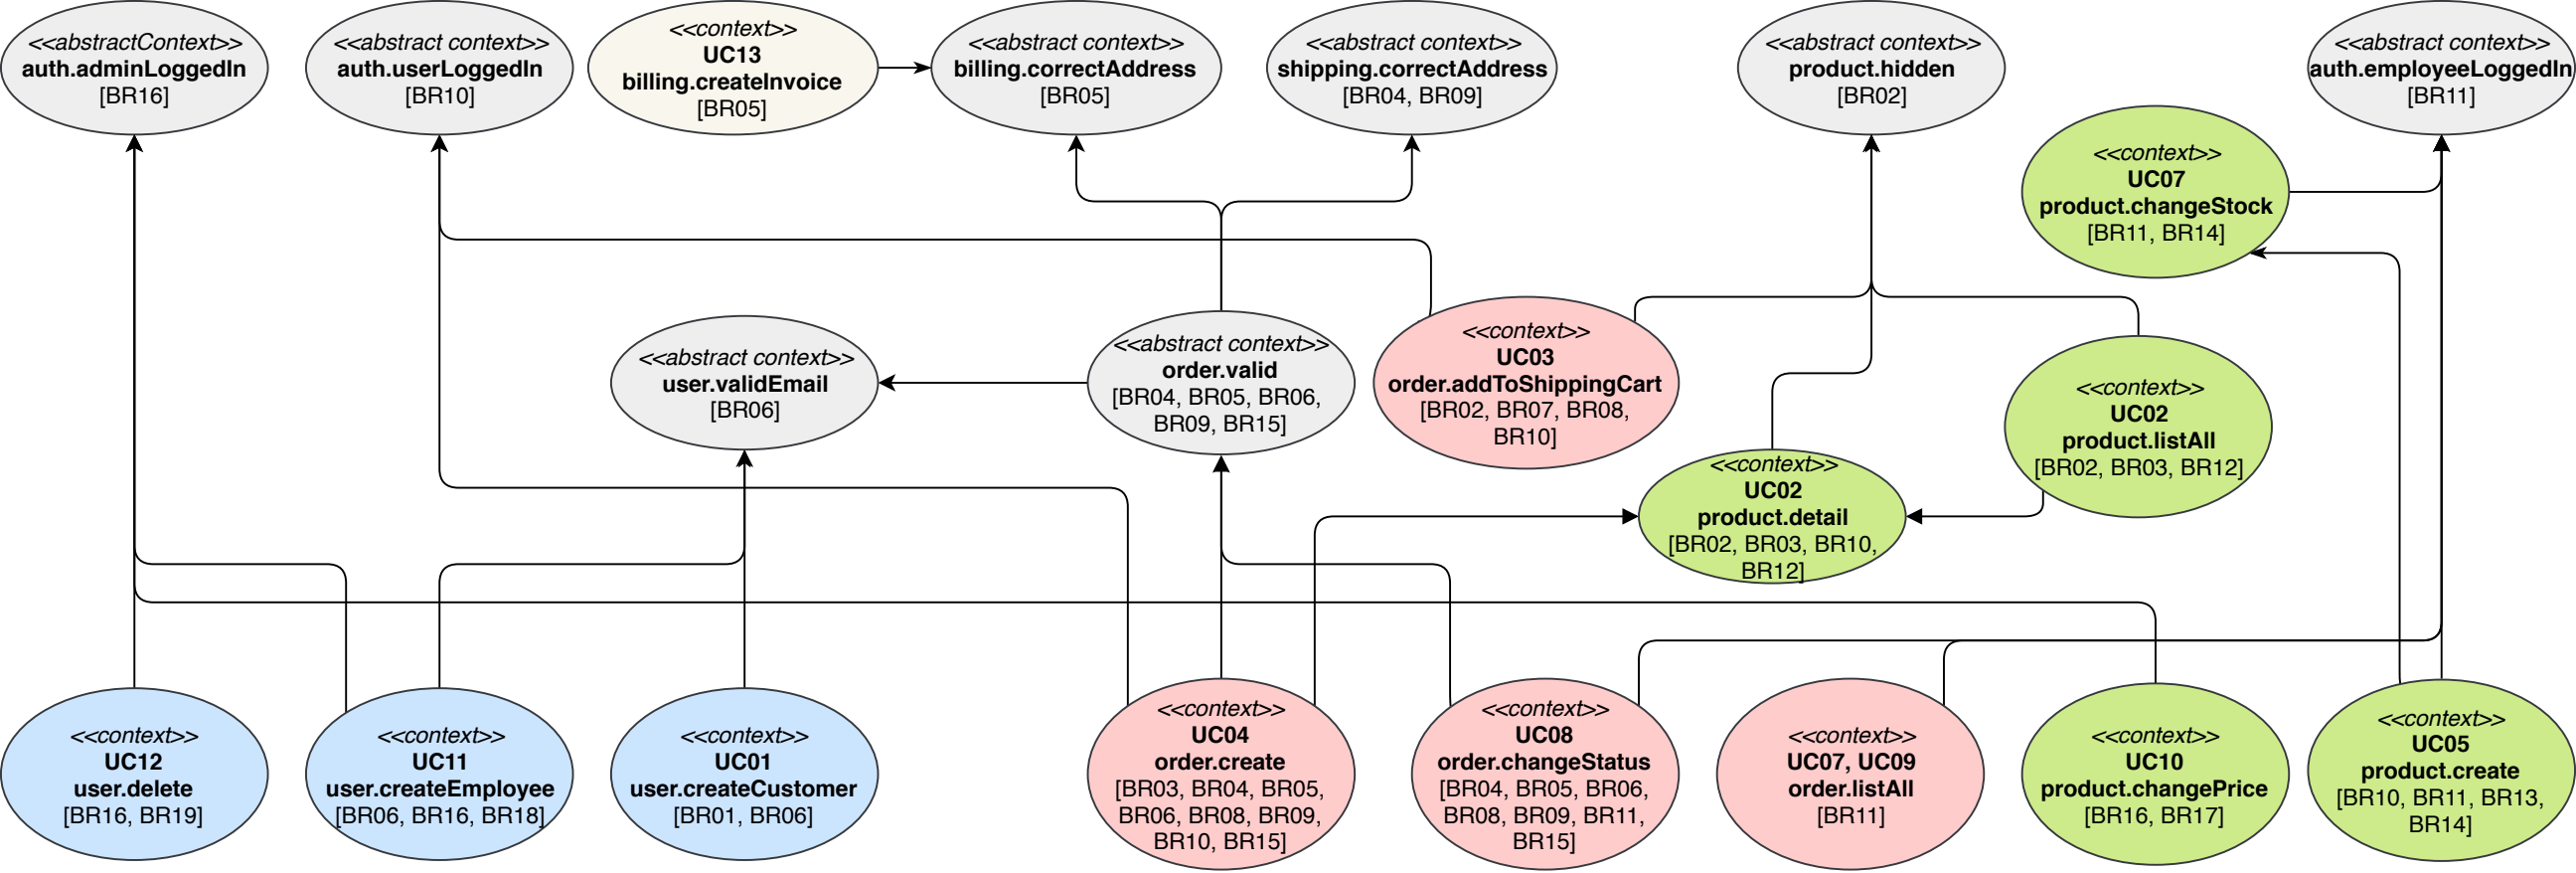 <<abstractContext>>
auth.adminLoggedIn
[BR16]
<<abstract context>>
auth.userLoggedIn
[BR10]
<<context>>
UC13
billing.createInvoice
[BR05]
<<abstract context>>
billing.correctAddress
[BR05]
<<abstract context>>
shipping.correctAddress
[BR04, BR09]
<<abstract context>>
product.hidden
[BR02]
<<abstract context>>
auth.employeeLoggedIn
[BR11]
<<context>>
UC07
product.changeStock
[BR11, BR14]
<<abstract context>>
user.validEmail
[BR06]
<<abstract context>>
order.valid
[BR04, BR05, BR06,
BR09, BR15]
<<context>>
UC03
order.addToShippingCart
[BR02, BR07, BR08,
BR10]
<<context>>
UC02
product.listAll
[BR02, BR03, BR12]
<<context>>
UC02
product.detail
[BR02, BR03, BR10,
BR12]
<<context>>
UC12
user.delete
[BR16, BR19]
<<context>>
UC11
user.createEmployee
[BR06, BR16, BR18]
<<context>>
UC01
user.createCustomer
[BR01, BR06]
<<context>>
UC04
order.create
[BR03, BR04, BR05,
BR06, BR08, BR09,
BR10, BR15]
<<context>>
UC08
order.changeStatus
[BR04, BR05, BR06,
BR08, BR09, BR11,
BR15]
<<context>>
UC07, UC09
order.listAll
[BR11]
<<context>>
UC10
product.changePrice
[BR16, BR17]
<<context>>
UC05
product.create
[BR10, BR11, BR13,
BR14]